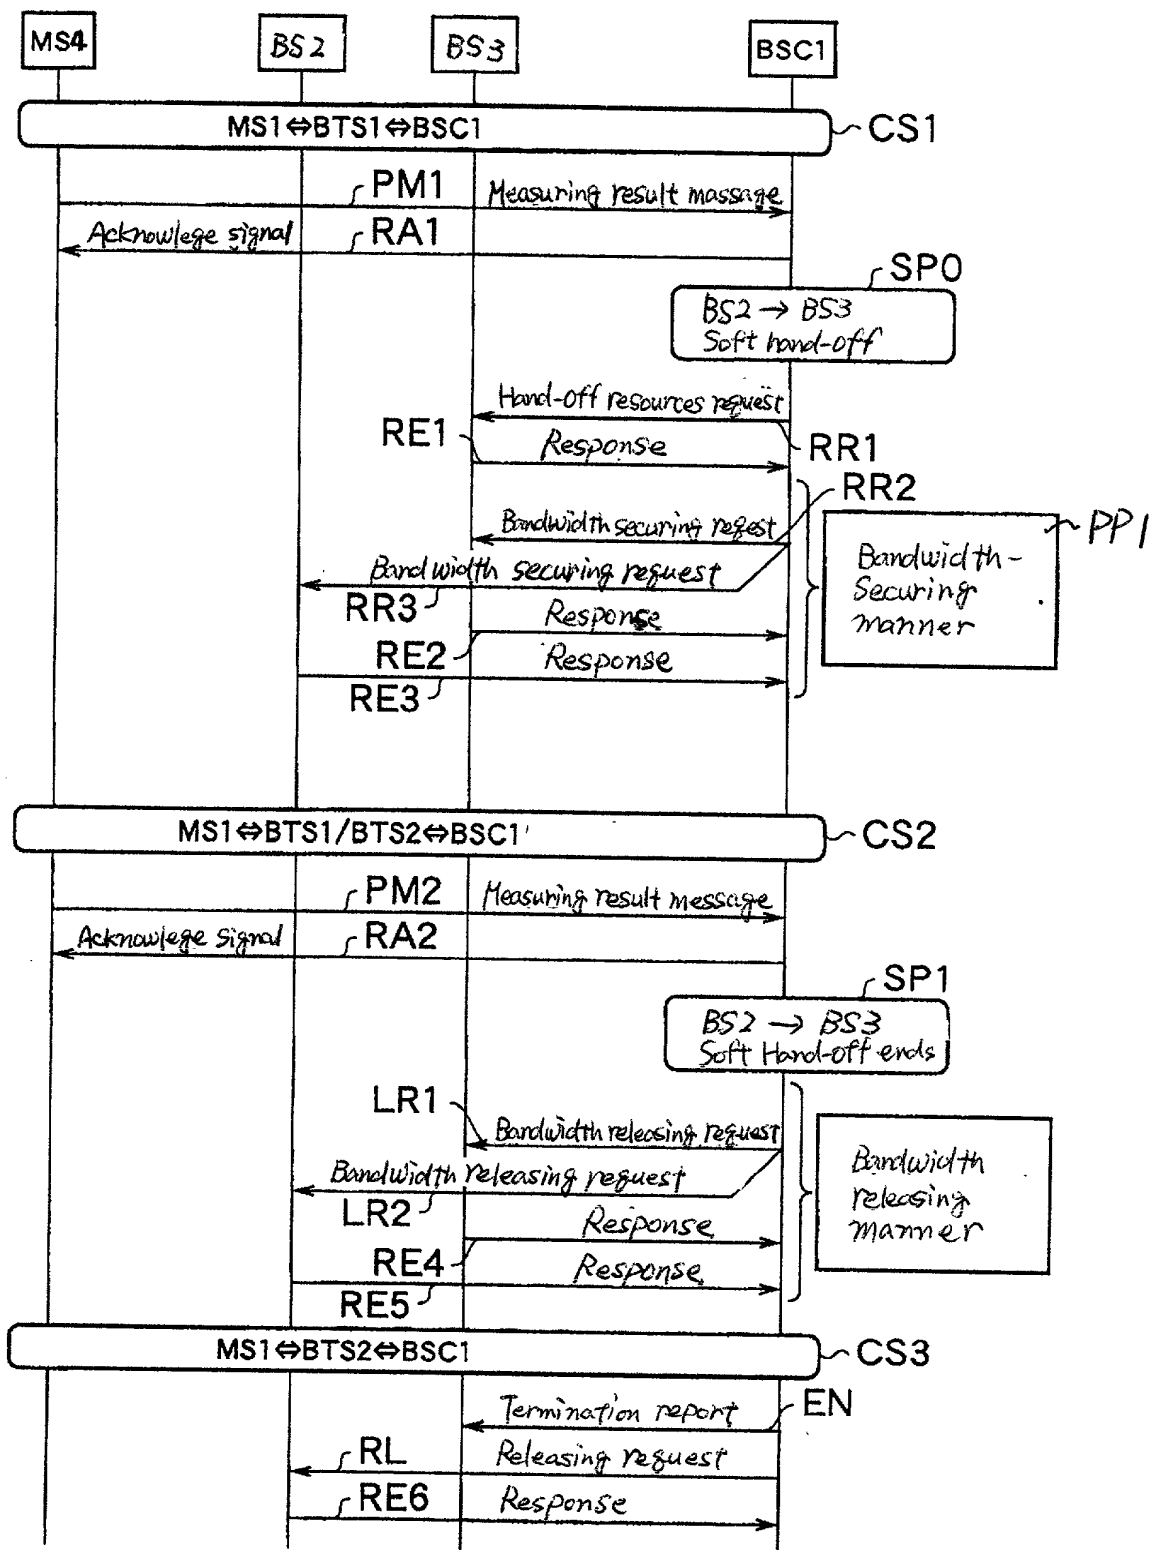 MS4
BS2
BS3
BSC1
MS1⇔BTS1⇔BSC1
CS1
PM1
Measuring result massage
Acknowlege signal
RA1
SP0
BS2 → BS3
Soft hand-off
Hand-off resources request
RE1
Response
RR1
RR2
Bandwidth securing reqest
PP1
Bandwidth-
Securing
manner
Bandwidth securing request
RR3
Response
RE2
Response
RE3
MS1⇔BTS1/BTS2⇔BSC1
CS2
PM2
Measuring result message
Acknowlege signal
RA2
SP1
BS2 → BS3
Soft Hand-off ends
LR1
Bandwidth releasing request
Bandwidth releasing request
LR2
Bandwidth
releasing
manner
Response
RE4
Response
RE5
MS1⇔BTS2⇔BSC1
CS3
Termination report
EN
RL
Releasing request
RE6
Response